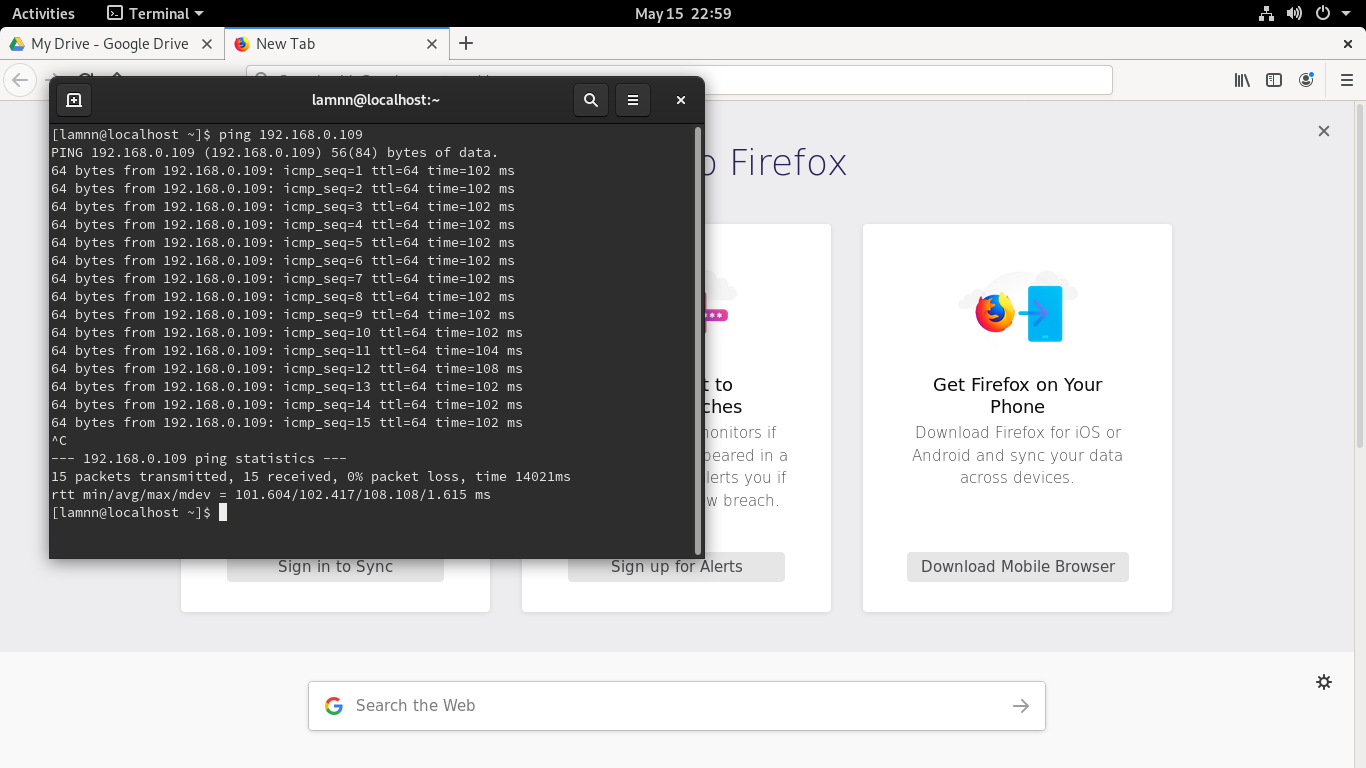 Activities
Terminal
May 15 22:59
My Drive - Google Drive
New Tab
lamnn@localhost:~
[lamnn@localhost ~]$ ping 192.168.0.109
PING 192.168.0.109 (192.168.0.109) 56(84) bytes of data.
64 bytes from 192.168.0.109: icmp_seq=1 ttl=64 time=102 ms
64 bytes from 192.168.0.109: icmp_seq=2 ttl=64 time=102 ms
64 bytes from 192.168.0.109: icmp_seq=3 ttl=64 time=102 ms
64 bytes from 192.168.0.109: icmp_seq=4 ttl=64 time=102 ms
64 bytes from 192.168.0.109: icmp_seq=5 ttl=64 time=102 ms
64 bytes from 192.168.0.109: icmp_seq=6 ttl=64 time=102 ms
64 bytes from 192.168.0.109: icmp_seq=7 ttl=64 time=102 ms
64 bytes from 192.168.0.109: icmp_seq=8 ttl=64 time=102 ms
64 bytes from 192.168.0.109: icmp_seq=9 ttl=64 time=102 ms
64 bytes from 192.168.0.109: icmp_seq=10 ttl=64 time=102 ms
64 bytes from 192.168.0.109: icmp_seq=11 ttl=64 time=104 ms
64 bytes from 192.168.0.109: icmp_seq=12 ttl=64 time=108 ms
64 bytes from 192.168.0.109: icmp_seq=13 ttl=64 time=102 ms
64 bytes from 192.168.0.109: icmp_seq=14 ttl=64 time=102 ms
64 bytes from 192.168.0.109: icmp_seq=15 ttl=64 time=102 ms
^C
--- 192.168.0.109 ping statistics ---
15 packets transmitted, 15 received, 0% packet loss, time 14021ms
rtt min/avg/max/mdev = 101.604/102.417/108.108/1.615 ms
[lamnn@localhost ~]$
Firefox
to
monitors if
in a
if you
breach.
Get Firefox on Your
Phone
Download Firefox for iOS or
Android and sync your data
across devices.
Sign in to Sync
Sign up for Alerts
Download Mobile Browser
Search the Web